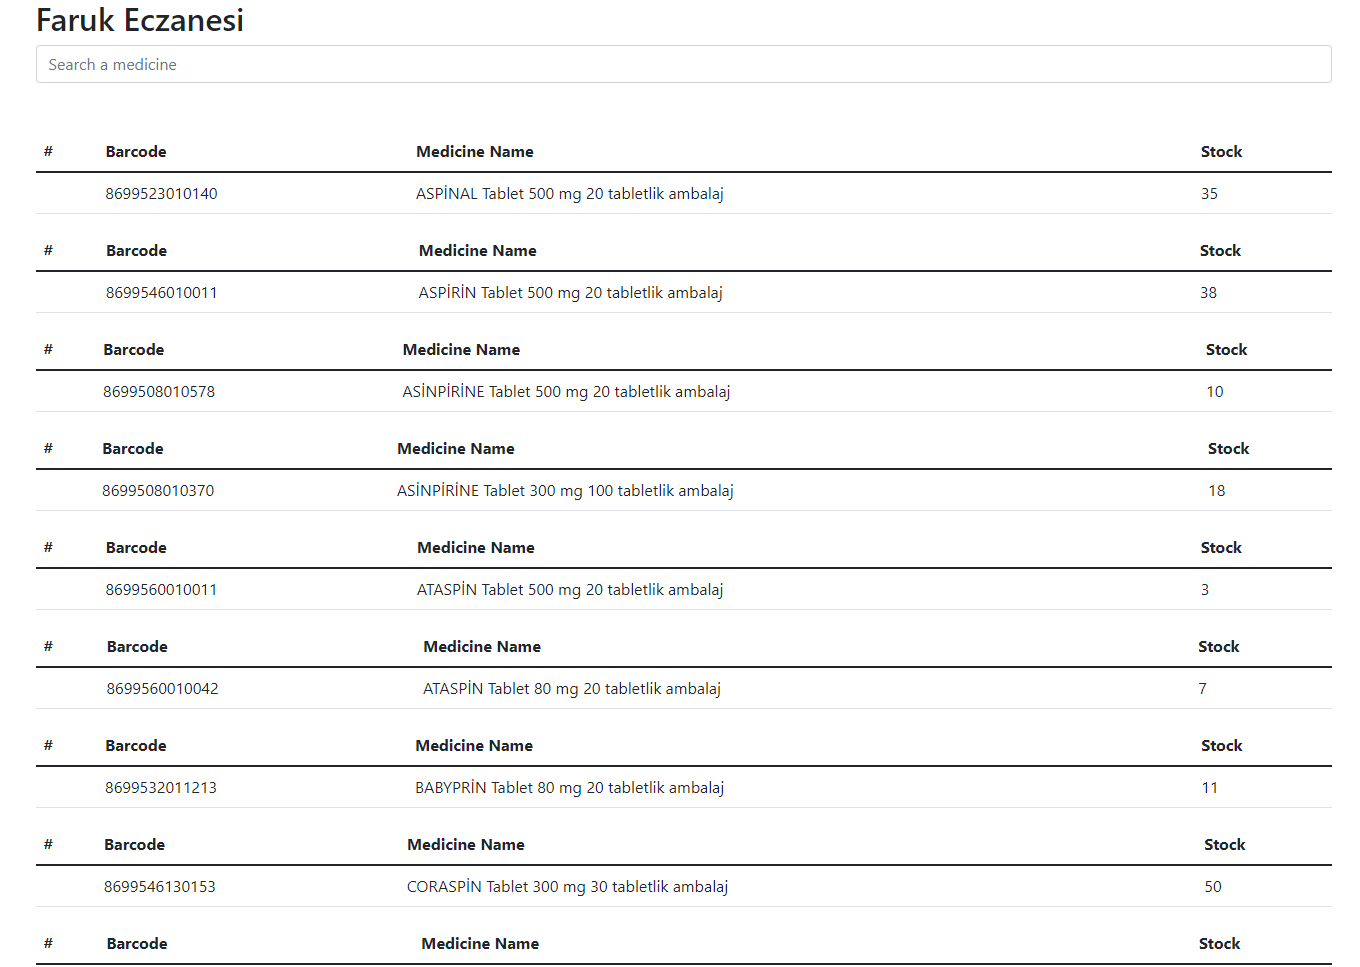 Faruk Eczanesi
Search a medicine
# Barcode Medicine Name Stock
8699523010140 ASPİNAL Tablet 500 mg 20 tabletlik ambalaj 35
# Barcode Medicine Name Stock
8699546010011 ASPİRİN Tablet 500 mg 20 tabletlik ambalaj 38
# Barcode Medicine Name Stock
8699508010578 ASİNPİRİNE Tablet 500 mg 20 tabletlik ambalaj 10
# Barcode Medicine Name Stock
8699508010370 ASİNPİRİNE Tablet 300 mg 100 tabletlik ambalaj 18
# Barcode Medicine Name Stock
8699560010011 ATASPİN Tablet 500 mg 20 tabletlik ambalaj 3
# Barcode Medicine Name Stock
8699560010042 ATASPİN Tablet 80 mg 20 tabletlik ambalaj 7
# Barcode Medicine Name Stock
8699532011213 BABYPRİN Tablet 80 mg 20 tabletlik ambalaj 11
# Barcode Medicine Name Stock
8699546130153 CORASPİN Tablet 300 mg 30 tabletlik ambalaj 50
# Barcode Medicine Name Stock